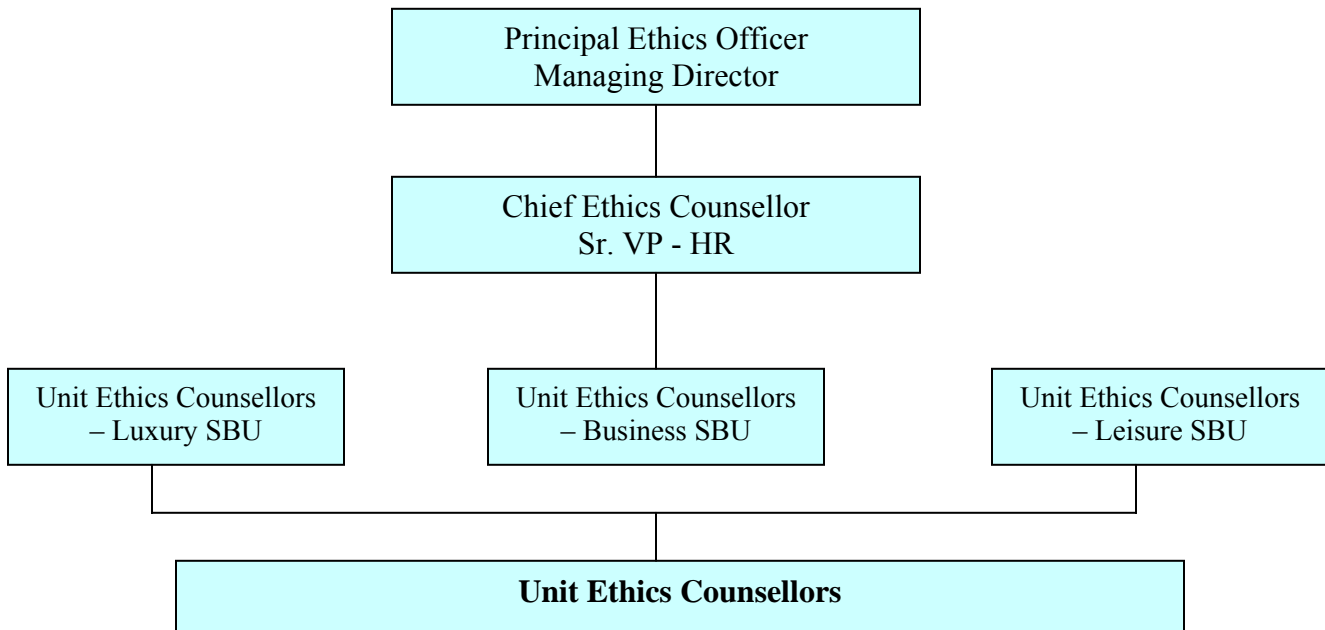 Principal Ethics Officer
Managing Director
Chief Ethics Counsellor
Sr. VP - HR
Unit Ethics Counsellors
– Luxury SBU
Unit Ethics Counsellors
– Business SBU
Unit Ethics Counsellors
– Leisure SBU
Unit Ethics Counsellors